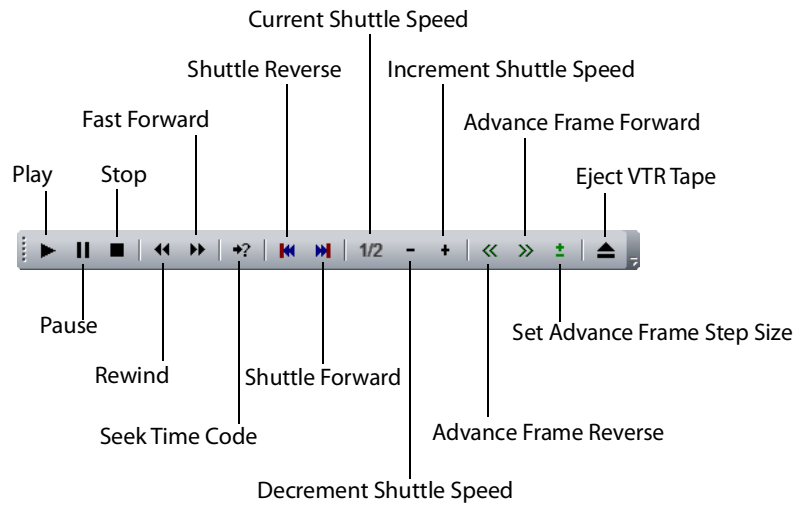 Current Shuttle Speed
Shuttle Reverse
Increment Shuttle Speed
Fast Forward
Advance Frame Forward
Play
Stop
Eject VTR Tape
?
1/2
- +
±
Pause
Set Advance Frame Step Size
Rewind
Shuttle Forward
Seek Time Code
Advance Frame Reverse
Decrement Shuttle Speed